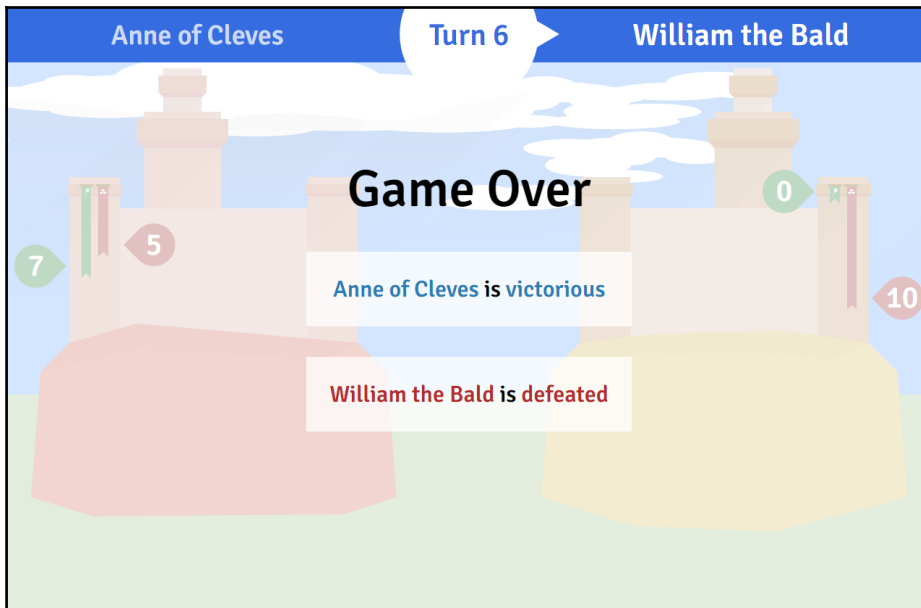 Anne of Cleves
Turn 6
William the Bald
Game Over
0
5
7
10
Anne of Cleves is victorious
William the Bald is defeated